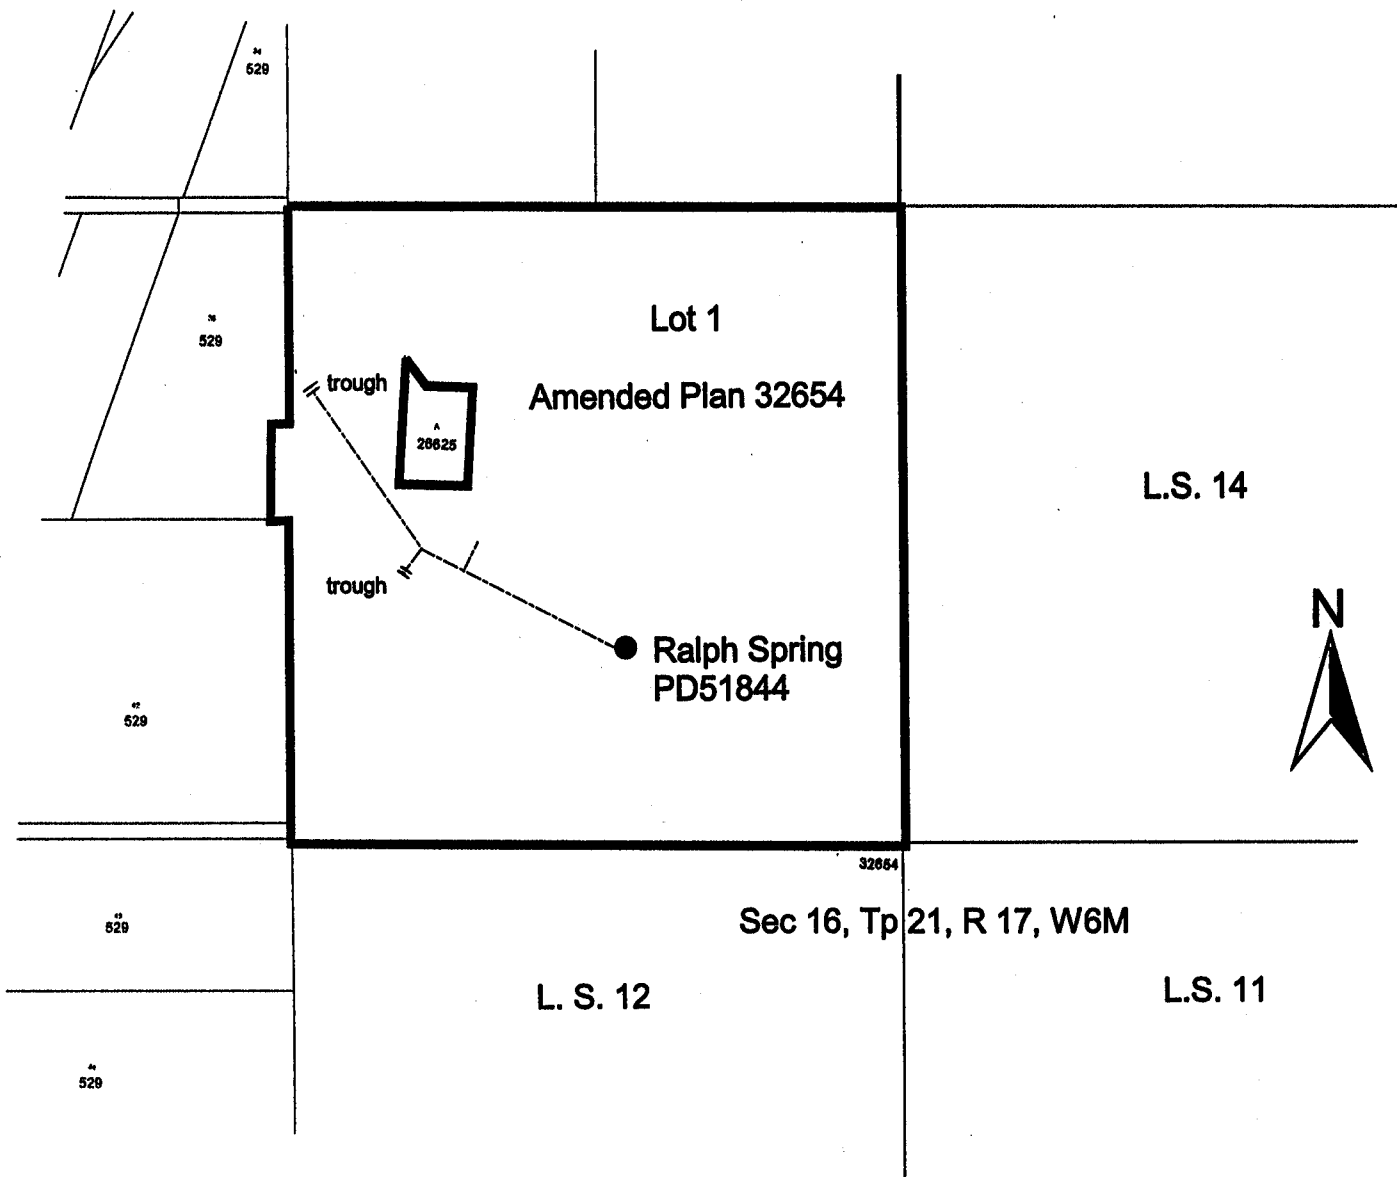 529
529
Lot 1
trough
Amended Plan 32654
A
26625
L.S. 14
trough
N
Ralph Spring
PD51844
529
32654
529
Sec 16, Tp 21, R 17, W6M
L. S. 12
L.S. 11
529